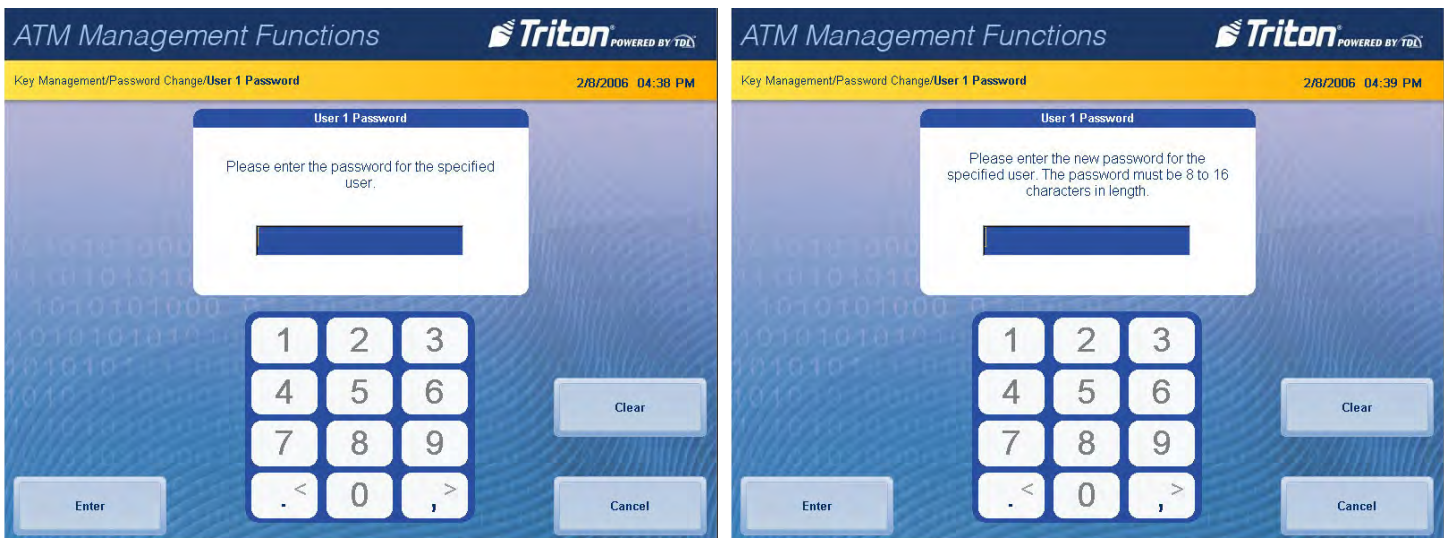 ATM Management Functions
Triton POWERED BY TDL
Key Management/Password Change/User 1 Password
2/8/2006 04:38 PM
User 1 Password
Please enter the password for the specified
user.
1 2 3
4 5 6
7 8 9
. < 0 , >
Clear
Enter
Cancel
ATM Management Functions
Triton POWERED BY TDL
Key Management/Password Change/User 1 Password
2/8/2006 04:39 PM
User 1 Password
Please enter the new password for the
specified user. The password must be 8 to 16
characters in length.
1 2 3
4 5 6
7 8 9
. < 0 , >
Clear
Enter
Cancel